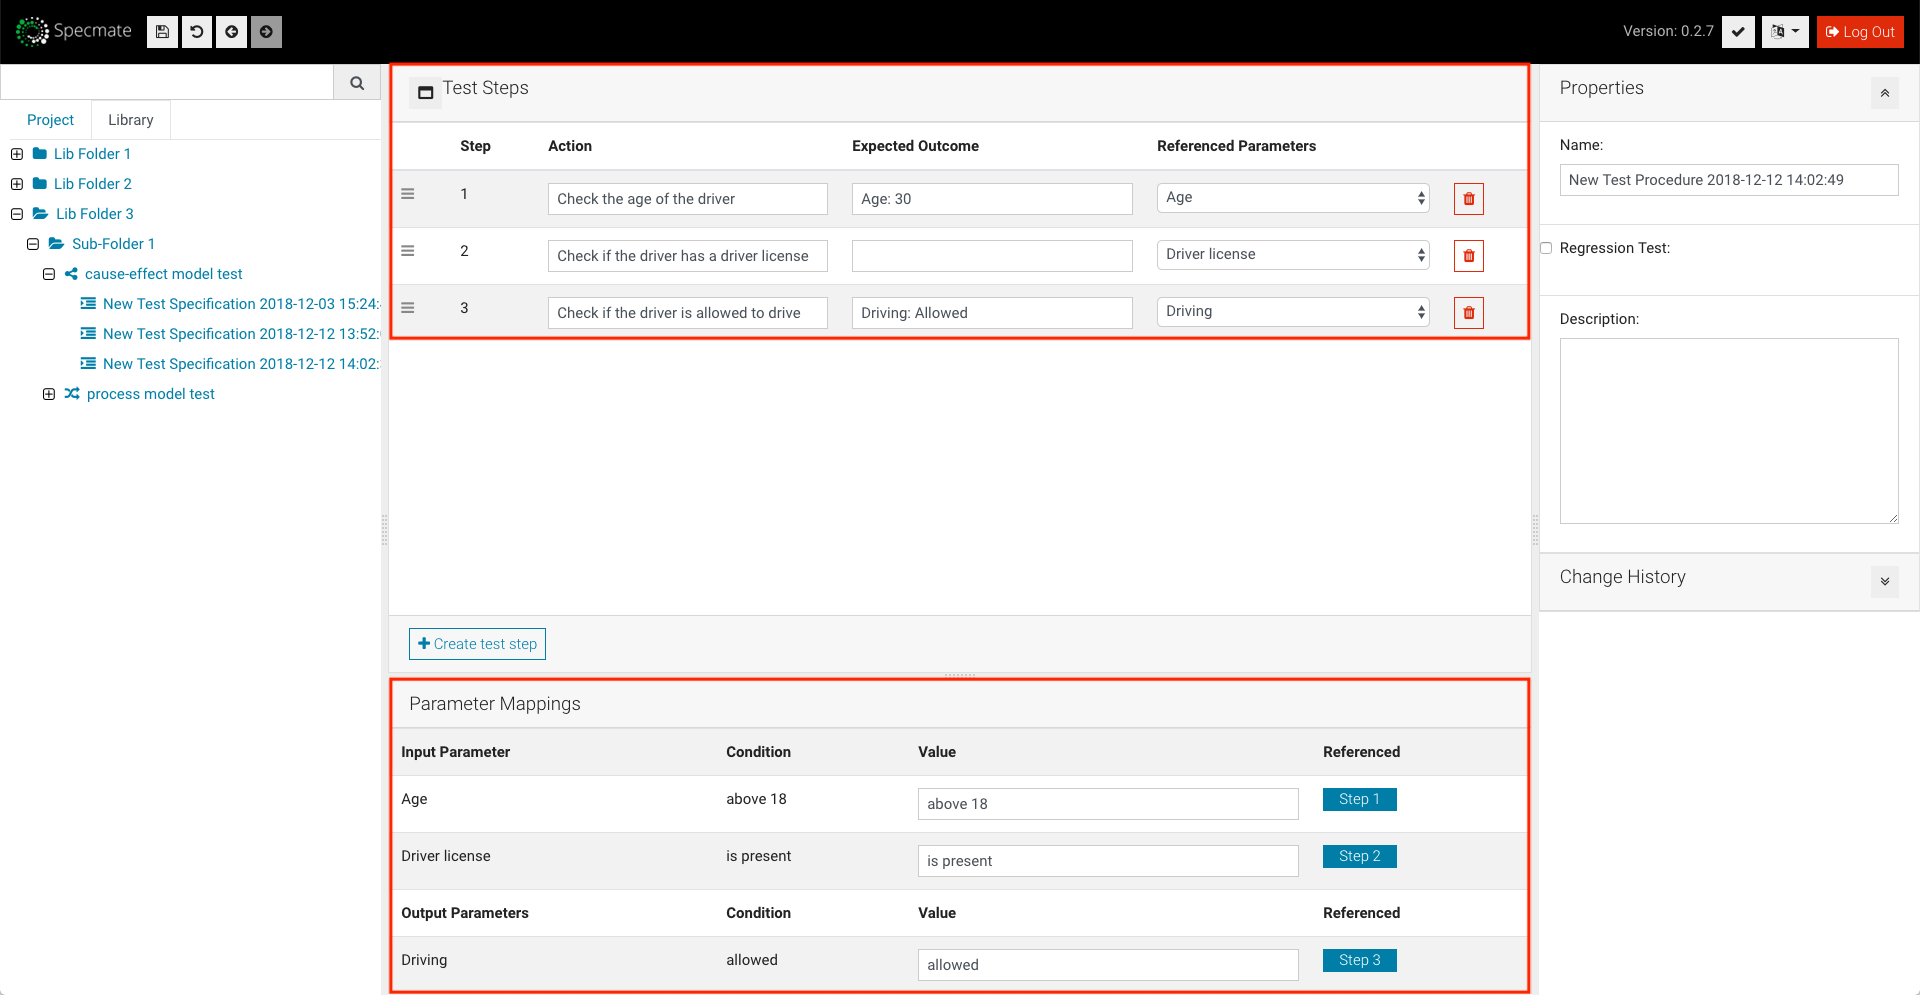 Specmate
Version: 0.2.7
Log Out
Project Library
Lib Folder 1
Lib Folder 2
Lib Folder 3
Sub-Folder 1
cause-effect model test
New Test Specification 2018-12-03 15:24:
New Test Specification 2018-12-12 13:52:
New Test Specification 2018-12-12 14:02:
process model test
Test Steps
Step Action Expected Outcome Referenced Parameters
1 Check the age of the driver Age: 30 Age
2 Check if the driver has a driver license Driver license
3 Check if the driver is allowed to drive Driving: Allowed Driving
Create test step
Parameter Mappings
Input Parameter Condition Value Referenced
Age above 18 above 18 Step 1
Driver license is present is present Step 2
Output Parameters Condition Value Referenced
Driving allowed allowed Step 3
Properties
Name:
New Test Procedure 2018-12-12 14:02:49
Regression Test:
Description:
Change History